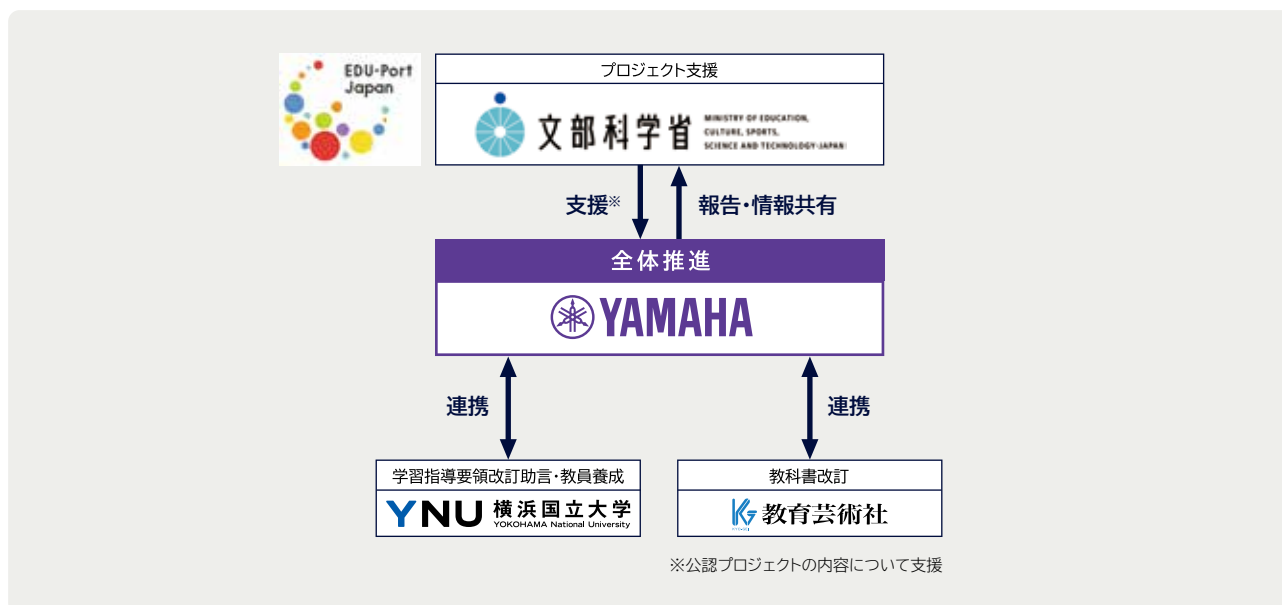 EDU-Port
Japan
プロジェクト支援
文部科学省
MINISTRY OF EDUCATION,
CULTURE, SPORTS,
SCIENCE AND TECHNOLOGY-JAPAN
支援※
報告・情報共有
全体推進
YAMAHA
連携
連携
学習指導要領改訂助言・教員養成
YNU 横浜国立大学
YOKOHAMA National University
教科書改訂
教育芸術社
※公認プロジェクトの内容について支援